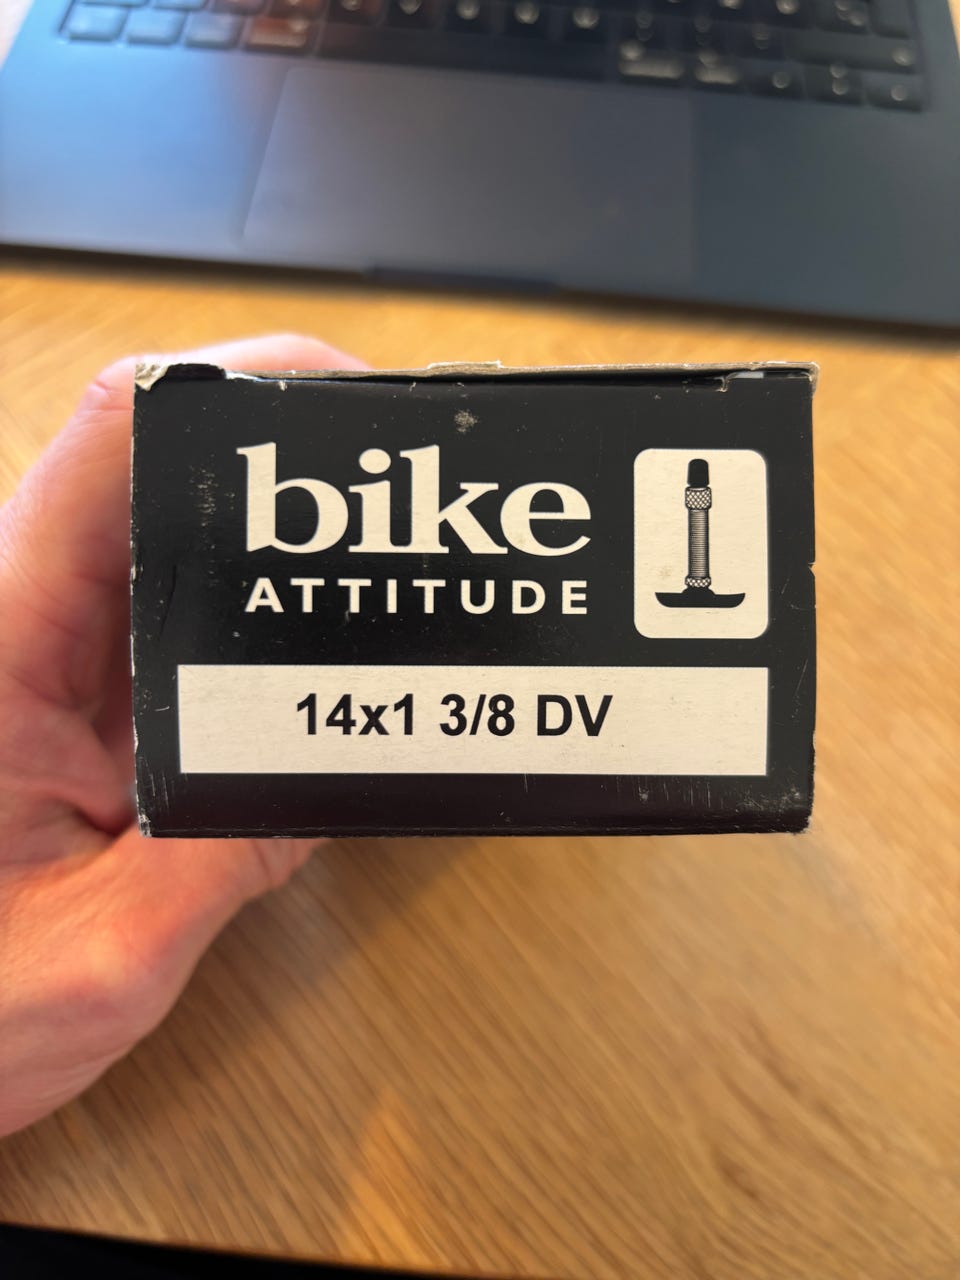 bike
ATTITUDE
14x1 3/8 DV